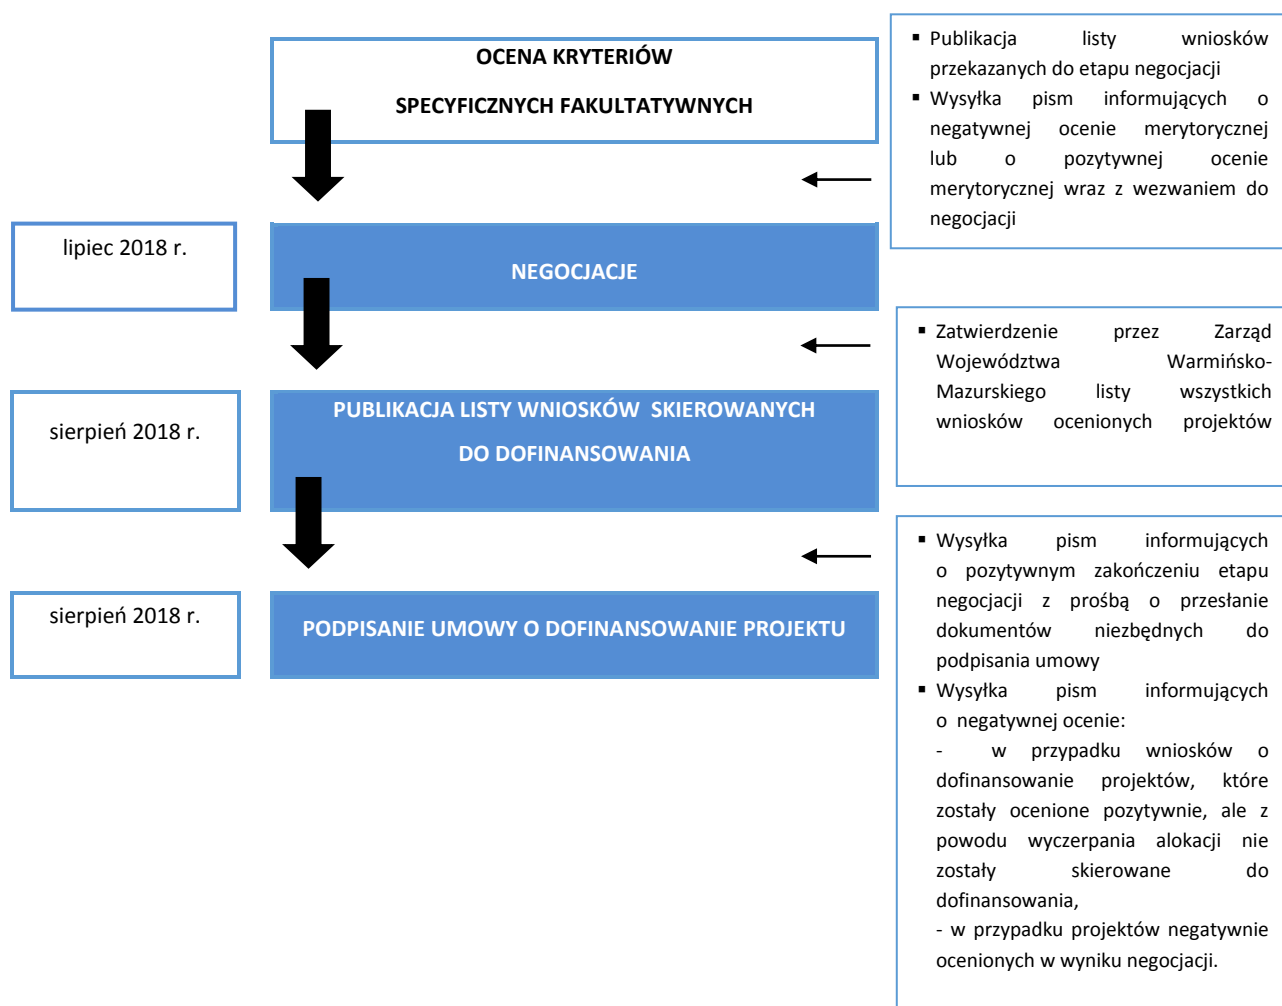 OCENA KRYTERIÓW
SPECYFICZNYCH FAKULTATYWNYCH
▪ Publikacja listy wniosków
przekazanych do etapu negocjacji
▪ Wysyłka pism informujących o
negatywnej ocenie merytorycznej
lub o pozytywnej ocenie
merytorycznej wraz z wezwaniem do
negocjacji
lipiec 2018 r.
NEGOCJACJE
▪ Zatwierdzenie przez Zarząd
Województwa Warmińsko-
Mazurskiego listy wszystkich
wniosków ocenionych projektów
sierpień 2018 r.
PUBLIKACJA LISTY WNIOSKÓW SKIEROWANYCH
DO DOFINANSOWANIA
▪ Wysyłka pism informujących
o pozytywnym zakończeniu etapu
negocjacji z prośbą o przesłanie
dokumentów niezbędnych do
podpisania umowy
▪ Wysyłka pism informujących
o negatywnej ocenie:
- w przypadku wniosków o
dofinansowanie projektów, które
zostały ocenione pozytywnie, ale z
powodu wyczerpania alokacji nie
zostały skierowane do
dofinansowania,
- w przypadku projektów negatywnie
ocenionych w wyniku negocjacji.
sierpień 2018 r.
PODPISANIE UMOWY O DOFINANSOWANIE PROJEKTU